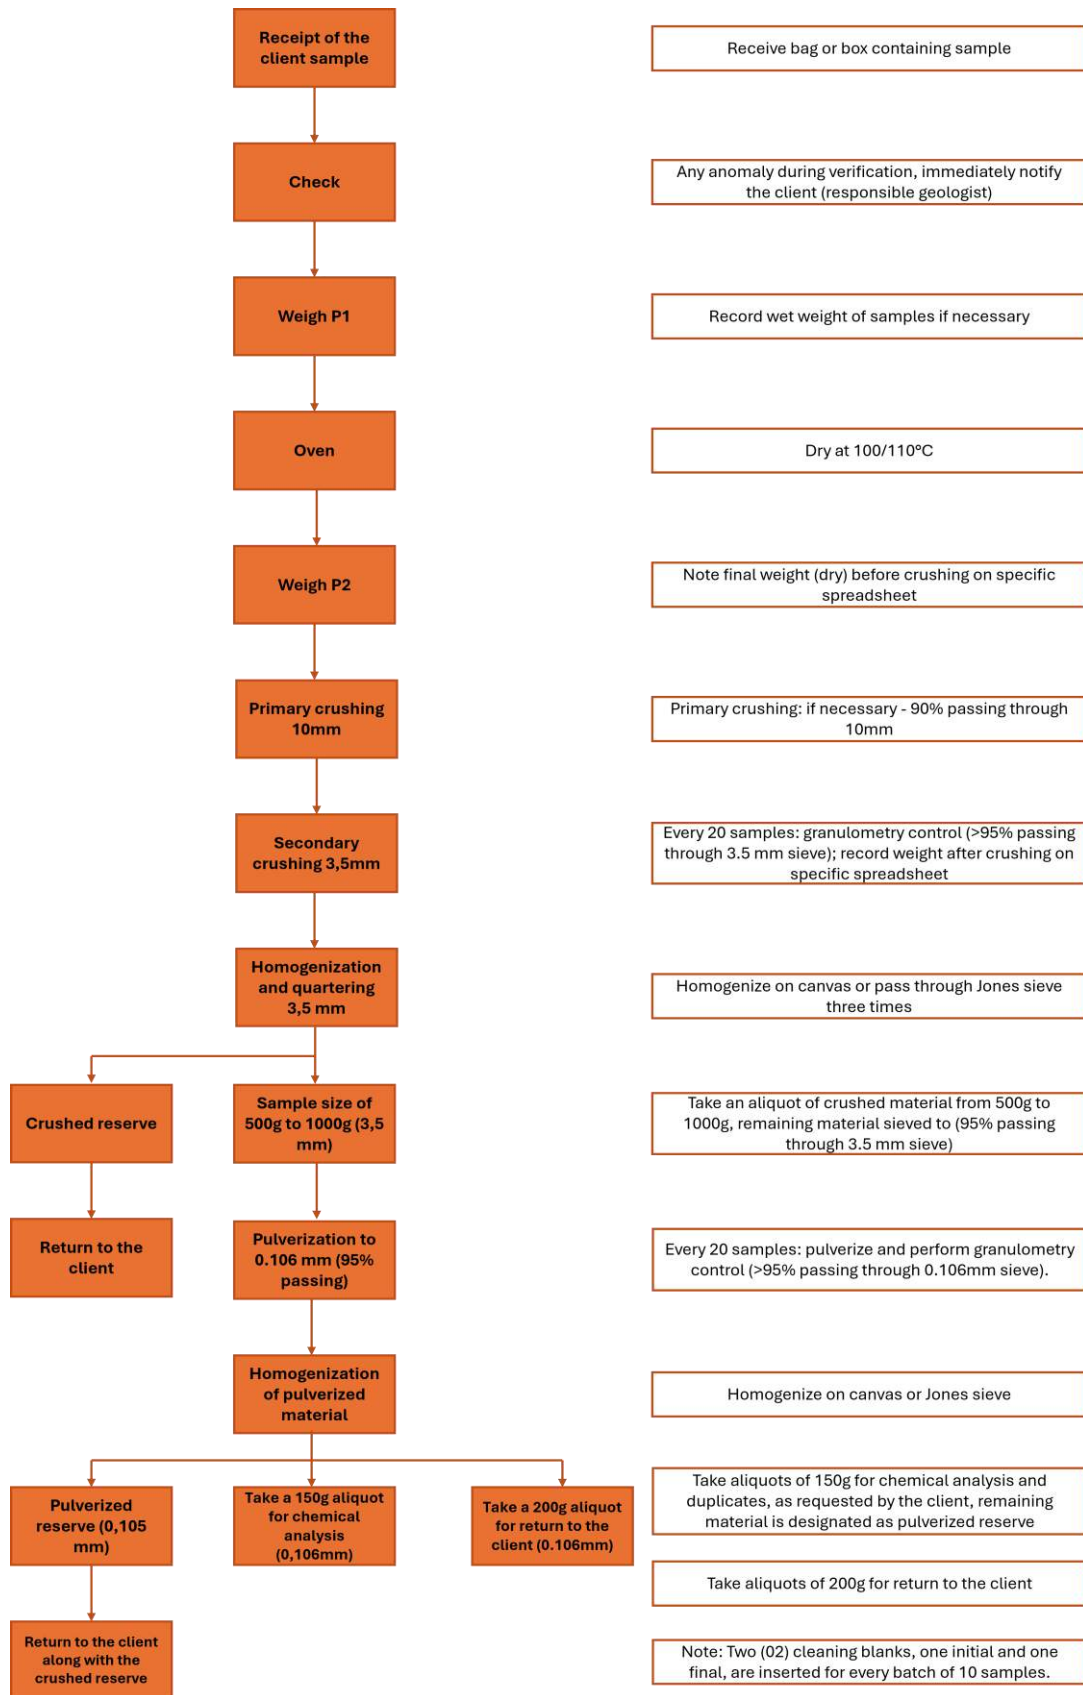 Receipt of the
client sample
Receive bag or box containing sample
Check
Any anomaly during verification, immediately notify
the client (responsible geologist)
Weigh P1
Record wet weight of samples if necessary
Oven
Dry at 100/110°C
Weigh P2
Note final weight (dry) before crushing on specific
spreadsheet
Primary crushing
10mm
Primary crushing: if necessary - 90% passing through
10mm
Secondary
crushing 3,5mm
Every 20 samples: granulometry control (>95% passing
through 3.5 mm sieve); record weight after crushing on
specific spreadsheet
Homogenization
and quartering
3,5 mm
Homogenize on canvas or pass through Jones sieve
three times
Crushed reserve
Sample size of
500g to 1000g (3,5
mm)
Take an aliquot of crushed material from 500g to
1000g, remaining material sieved to (95% passing
through 3.5 mm sieve)
Return to the
client
Pulverization to
0.106 mm (95%
passing)
Every 20 samples: pulverize and perform granulometry
control (>95% passing through 0.106mm sieve).
Homogenization
of pulverized
material
Homogenize on canvas or Jones sieve
Pulverized
reserve (0,105
mm)
Take a 150g aliquot
for chemical
analysis
(0,106mm)
Take a 200g aliquot
for return to the
client (0.106mm)
Take aliquots of 150g for chemical analysis and
duplicates, as requested by the client, remaining
material is designated as pulverized reserve
Take aliquots of 200g for return to the client
Return to the client
along with the
crushed reserve
Note: Two (02) cleaning blanks, one initial and one
final, are inserted for every batch of 10 samples.